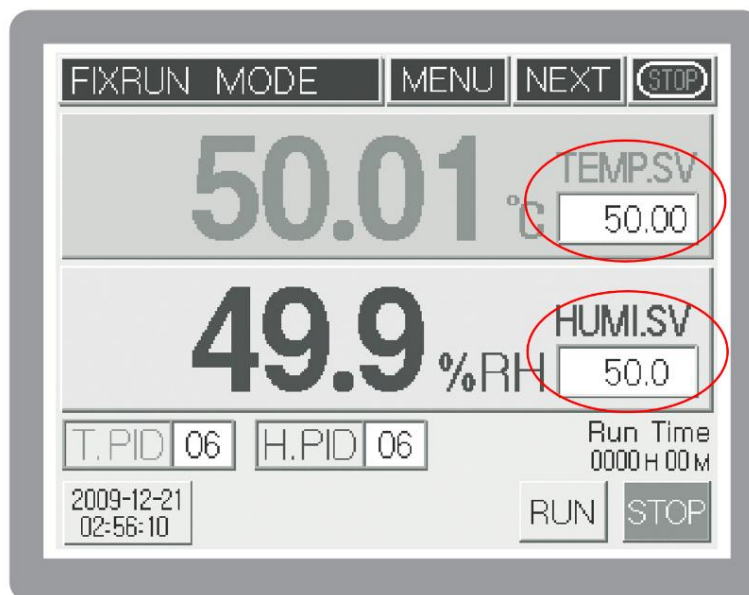 FIXRUN MODE MENU NEXT STOP
50.01 °C TEMP.SV
50.00
49.9 %RH HUMI.SV
50.0
T.PID 06 H.PID 06 Run Time
0000 H 00 M
2009-12-21
02:56:10
RUN STOP